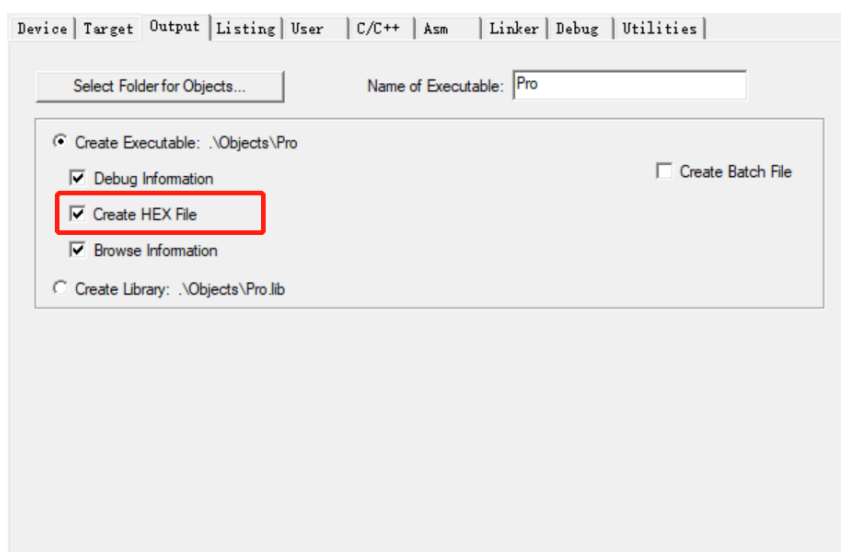 Device Target Output Listing User C/C++ Asm Linker Debug Utilities
Select Folder for Objects... Name of Executable: Pro
Create Executable: .\Objects\Pro
Debug Information Create Batch File
Create HEX File
Browse Information
Create Library: .\Objects\Pro.lib